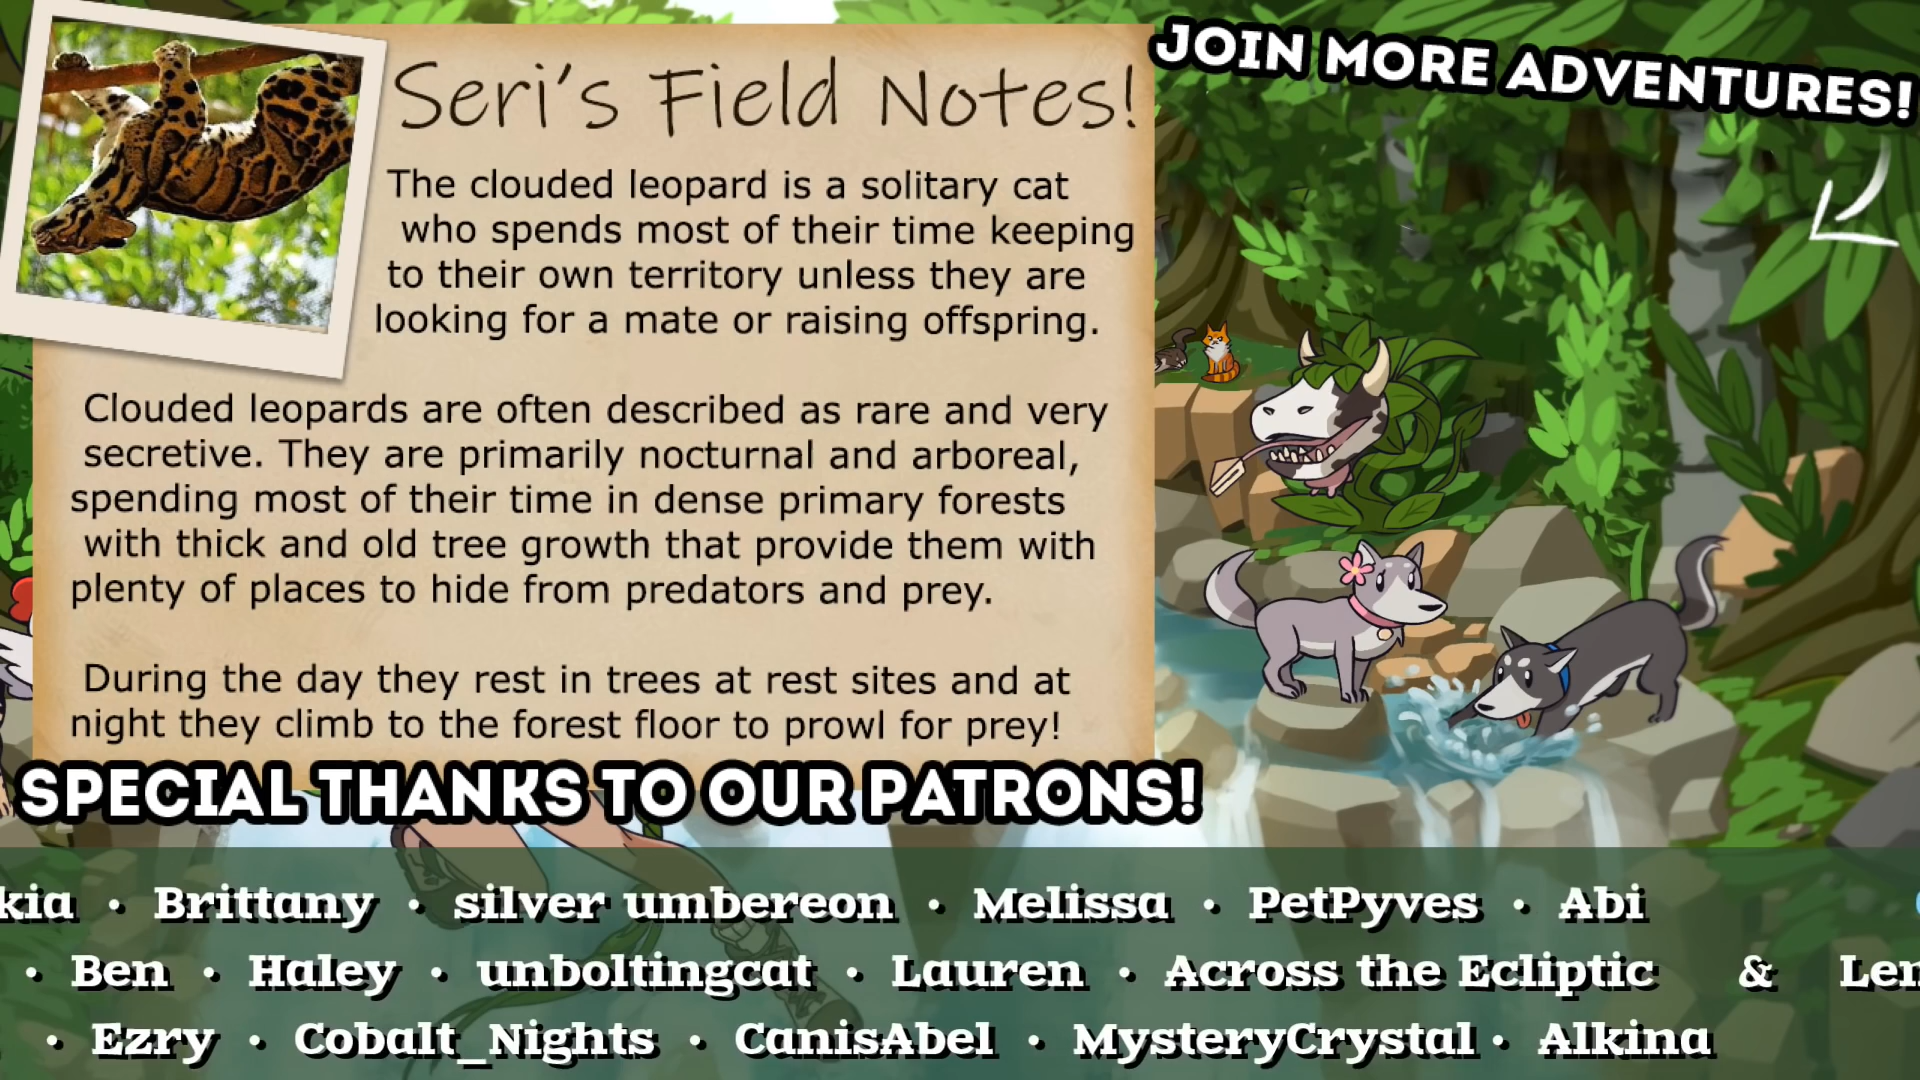 Seri's Field Notes!
JOIN MORE ADVENTURES!
The clouded leopard is a solitary cat
who spends most of their time keeping
to their own territory unless they are
looking for a mate or raising offspring.
Clouded leopards are often described as rare and very
secretive. They are primarily nocturnal and arboreal,
spending most of their time in dense primary forests
with thick and old tree growth that provide them with
plenty of places to hide from predators and prey.
During the day they rest in trees at rest sites and at
night they climb to the forest floor to prowl for prey!
SPECIAL THANKS TO OUR PATRONS!
kia • Brittany • silver umbereon • Melissa • PetPyves • Abi
• Ben • Haley • unboltingcat • Lauren • Across the Ecliptic & Len
• Ezry • Cobalt_Nights • CanisAbel • MysteryCrystal • Alkina